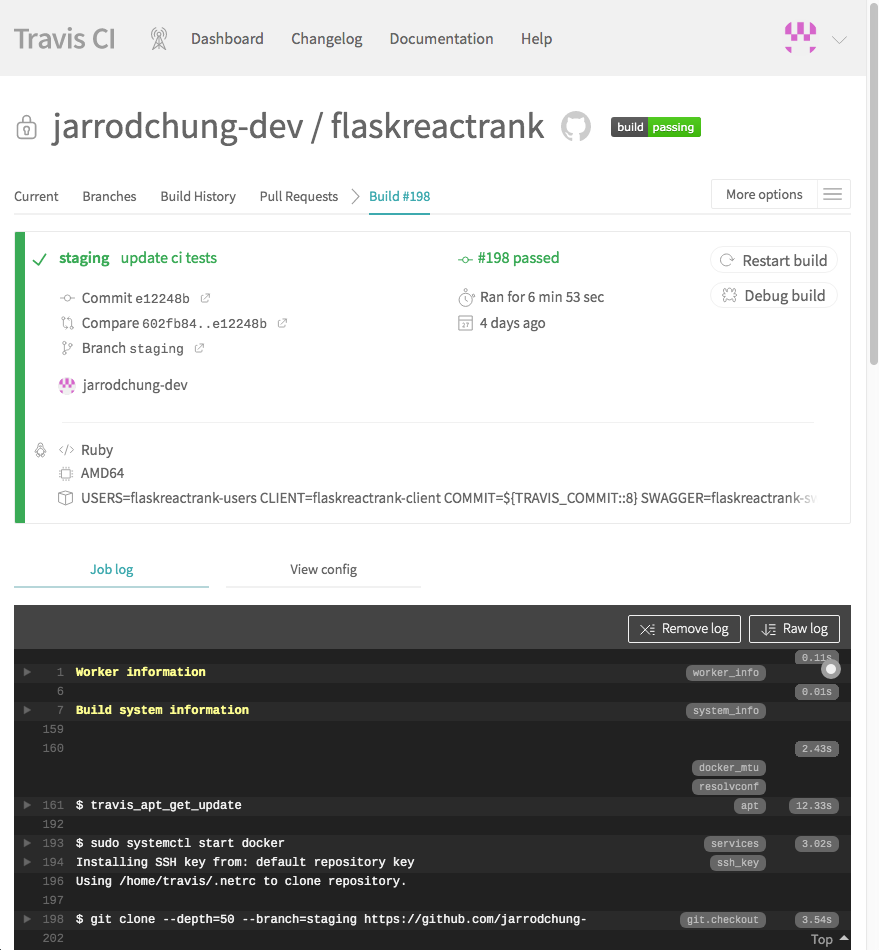 Travis CI Dashboard Changelog Documentation Help
jarrodchung-dev / flaskreactrank build passing
Current Branches Build History Pull Requests Build #198 More options
staging update ci tests #198 passed Restart build
Commit e12248b Ran for 6 min 53 sec Debug build
Compare 602fb84..e12248b 4 days ago
Branch staging
jarrodchung-dev
</> Ruby
AMD64
USERS=flaskreactrank-users CLIENT=flaskreactrank-client COMMIT=${TRAVIS_COMMIT::8} SWAGGER=flaskreactrank-sw
Job log View config
Remove log Raw log
0.11s
1 Worker information worker_info
6 0.01s
7 Build system information system_info
159
160 2.43s
docker_mtu
resolvconf
161 $ travis_apt_get_update apt 12.33s
192
193 $ sudo systemctl start docker services 3.02s
194 Installing SSH key from: default repository key ssh_key
196 Using /home/travis/.netrc to clone repository.
197
198 $ git clone --depth=50 --branch=staging https://github.com/jarrodchung- git.checkout 3.54s
202 Top